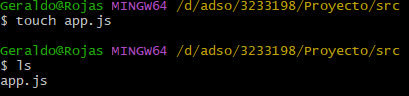 Geraldo@Rojas MINGW64 /d/adso/3233198/Proyecto/src
$ touch app.js
Geraldo@Rojas MINGW64 /d/adso/3233198/Proyecto/src
$ ls
app.js